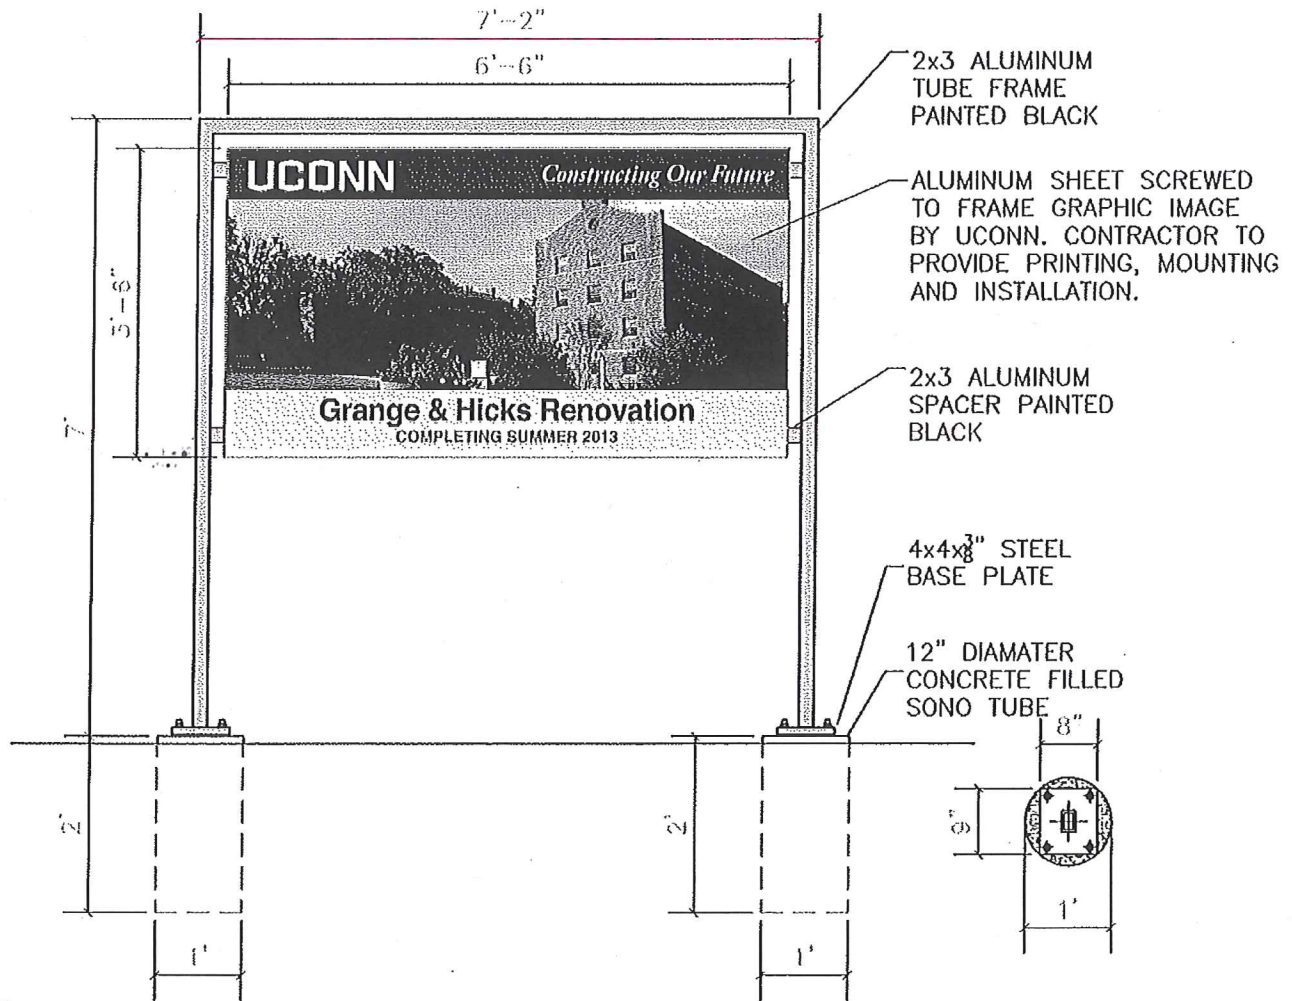 7'-2"
6'-6"
2x3 ALUMINUM
TUBE FRAME
PAINTED BLACK
UCONN
Constructing Our Future
ALUMINUM SHEET SCREWED
TO FRAME GRAPHIC IMAGE
BY UCONN. CONTRACTOR TO
PROVIDE PRINTING, MOUNTING
AND INSTALLATION.
7'
2x3 ALUMINUM
SPACER PAINTED
BLACK
Grange & Hicks Renovation
COMPLETING SUMMER 2013
4x4x3/8" STEEL
BASE PLATE
12" DIAMATER
CONCRETE FILLED
SONO TUBE
8"
9"
1'
2'
2'
1'
1'